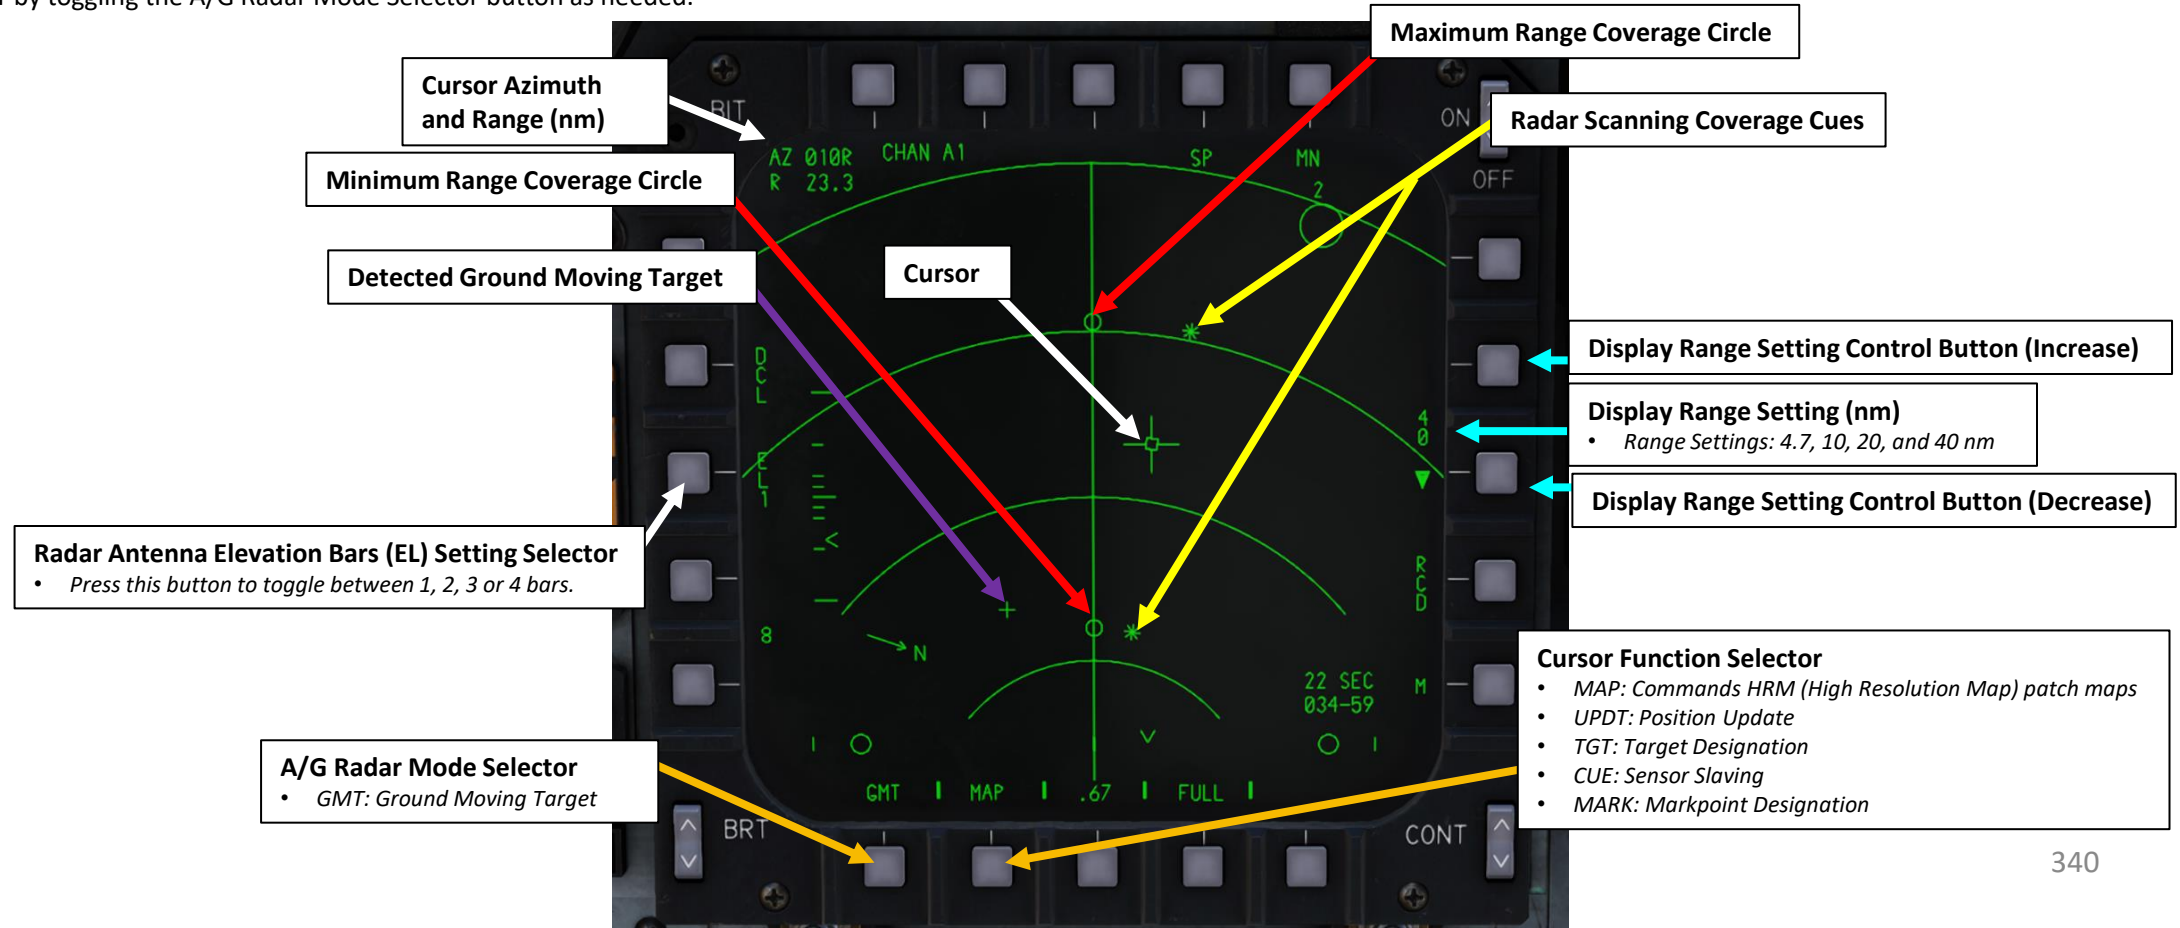 r by toggling the A/G Radar Mode Selector button as needed.
Maximum Range Coverage Circle
Cursor Azimuth
and Range (nm)
Radar Scanning Coverage Cues
Minimum Range Coverage Circle
Detected Ground Moving Target
Cursor
Display Range Setting Control Button (Increase)
Display Range Setting (nm)
• Range Settings: 4.7, 10, 20, and 40 nm
Display Range Setting Control Button (Decrease)
Radar Antenna Elevation Bars (EL) Setting Selector
• Press this button to toggle between 1, 2, 3 or 4 bars.
Cursor Function Selector
• MAP: Commands HRM (High Resolution Map) patch maps
• UPDT: Position Update
• TGT: Target Designation
• CUE: Sensor Slaving
• MARK: Markpoint Designation
A/G Radar Mode Selector
• GMT: Ground Moving Target
BIT
ON
OFF
AZ 010R
R 23.3
CHAN A1
SP
MN
2
DCL
EL
1
40
RCD
8
N
22 SEC
034-59
M
GMT
MAP
.67
FULL
BRT
CONT
340